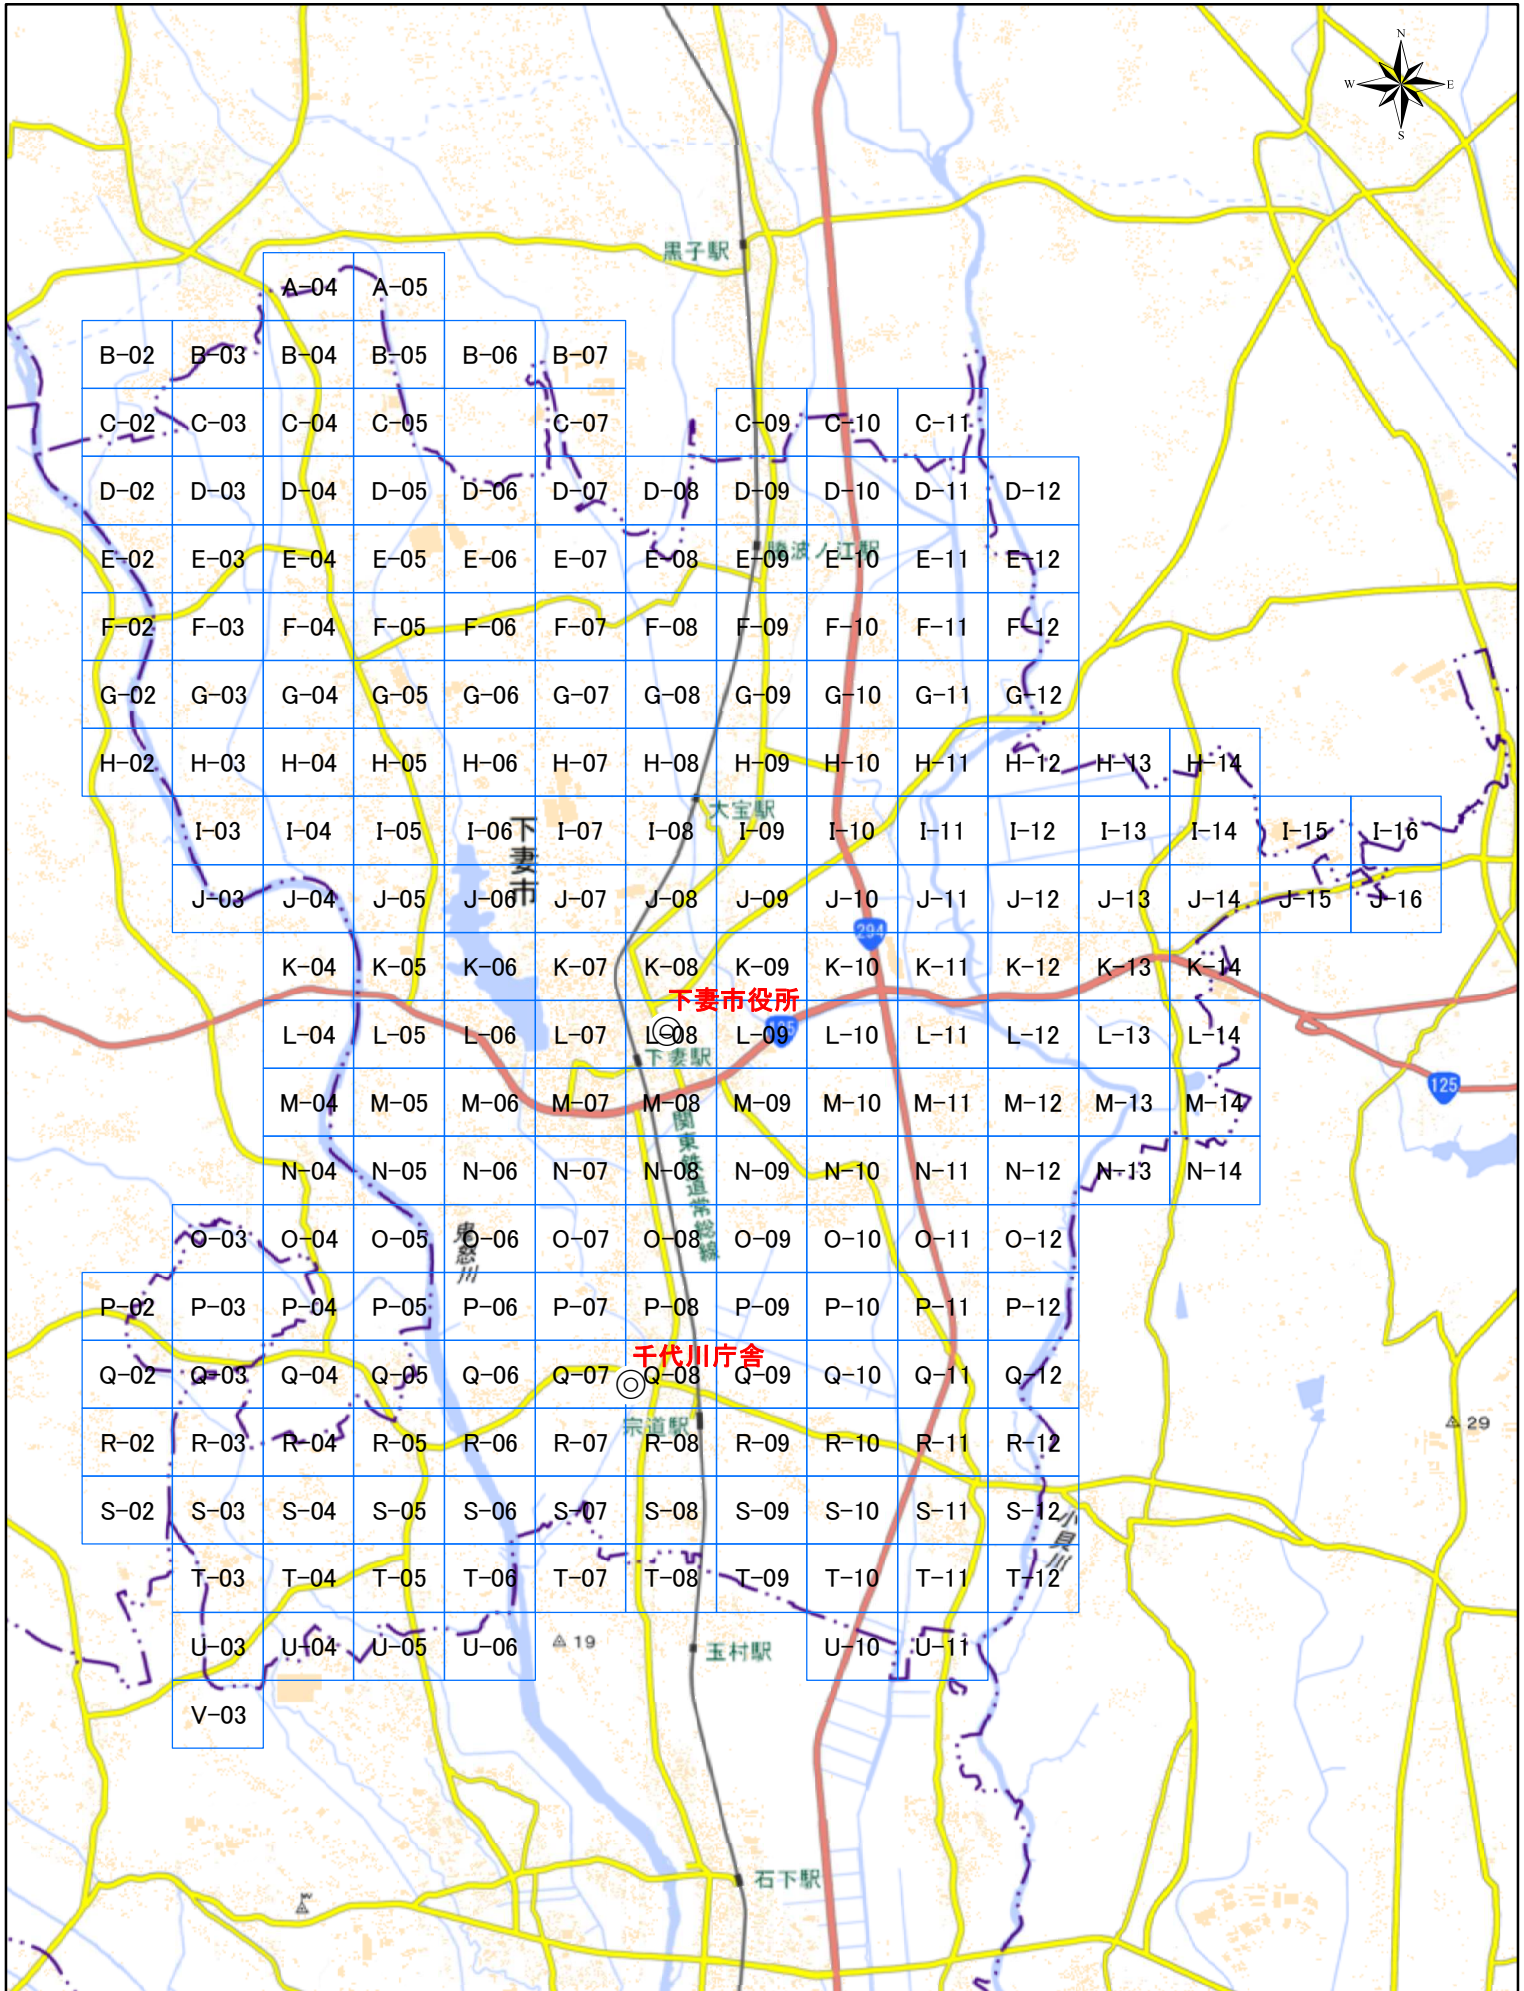 N
W E
S
黒子駅
A-04 A-05
B-02 B-03 B-04 B-05 B-06 B-07
C-02 C-03 C-04 C-05 C-07 C-09 C-10 C-11
D-02 D-03 D-04 D-05 D-06 D-07 D-08 D-09 D-10 D-11 D-12
騰波ノ江駅
E-02 E-03 E-04 E-05 E-06 E-07 E-08 E-09 E-10 E-11 E-12
F-02 F-03 F-04 F-05 F-06 F-07 F-08 F-09 F-10 F-11 F-12
G-02 G-03 G-04 G-05 G-06 G-07 G-08 G-09 G-10 G-11 G-12
H-02 H-03 H-04 H-05 H-06 H-07 H-08 H-09 H-10 H-11 H-12 H-13 H-14
大宝駅
I-03 I-04 I-05 I-06 I-07 I-08 I-09 I-10 I-11 I-12 I-13 I-14 I-15 I-16
下妻市
J-03 J-04 J-05 J-06 J-07 J-08 J-09 J-10 J-11 J-12 J-13 J-14 J-15 J-16
294
K-04 K-05 K-06 K-07 K-08 K-09 K-10 K-11 K-12 K-13 K-14
下妻市役所
L-04 L-05 L-06 L-07 L-08 L-09 L-10 L-11 L-12 L-13 L-14
125
下妻駅
125
M-04 M-05 M-06 M-07 M-08 M-09 M-10 M-11 M-12 M-13 M-14
関東鉄道常総線
N-04 N-05 N-06 N-07 N-08 N-09 N-10 N-11 N-12 N-13 N-14
O-03 O-04 O-05 O-06 O-07 O-08 O-09 O-10 O-11 O-12
鬼怒川
P-02 P-03 P-04 P-05 P-06 P-07 P-08 P-09 P-10 P-11 P-12
千代川庁舎
Q-02 Q-03 Q-04 Q-05 Q-06 Q-07 Q-08 Q-09 Q-10 Q-11 Q-12
宗道駅
29
R-02 R-03 R-04 R-05 R-06 R-07 R-08 R-09 R-10 R-11 R-12
S-02 S-03 S-04 S-05 S-06 S-07 S-08 S-09 S-10 S-11 S-12
小貝川
T-03 T-04 T-05 T-06 T-07 T-08 T-09 T-10 T-11 T-12
U-03 U-04 U-05 U-06 19 玉村駅 U-10 U-11
V-03
石下駅